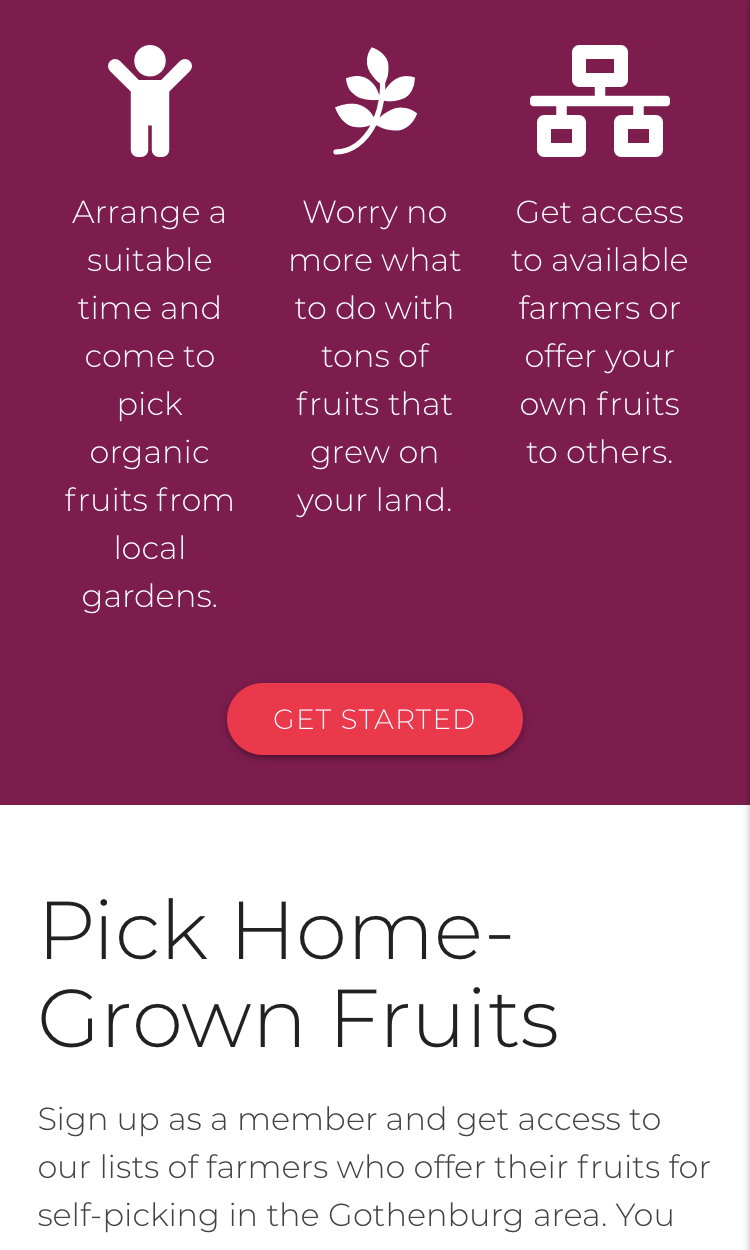 Arrange a
suitable
time and
come to
pick
organic
fruits from
local
gardens.
Worry no
more what
to do with
tons of
fruits that
grew on
your land.
Get access
to available
farmers or
offer your
own fruits
to others.
GET STARTED
Pick Home-
Grown Fruits
Sign up as a member and get access to
our lists of farmers who offer their fruits for
self-picking in the Gothenburg area. You